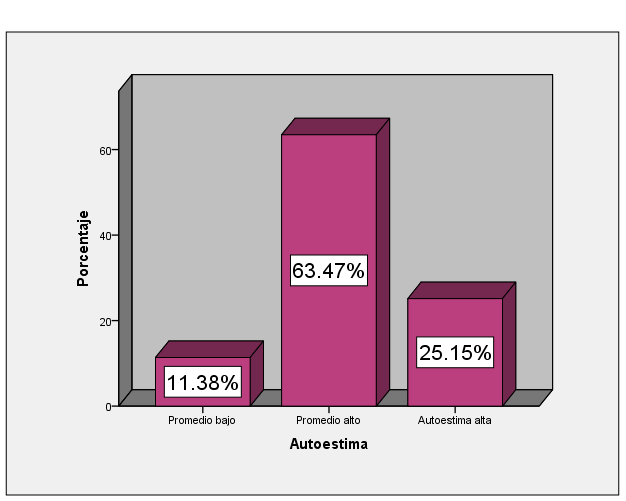 Porcentaje
60
40
20
0
63.47%
25.15%
11.38%
Promedio bajo
Promedio alto
Autoestima alta
Autoestima